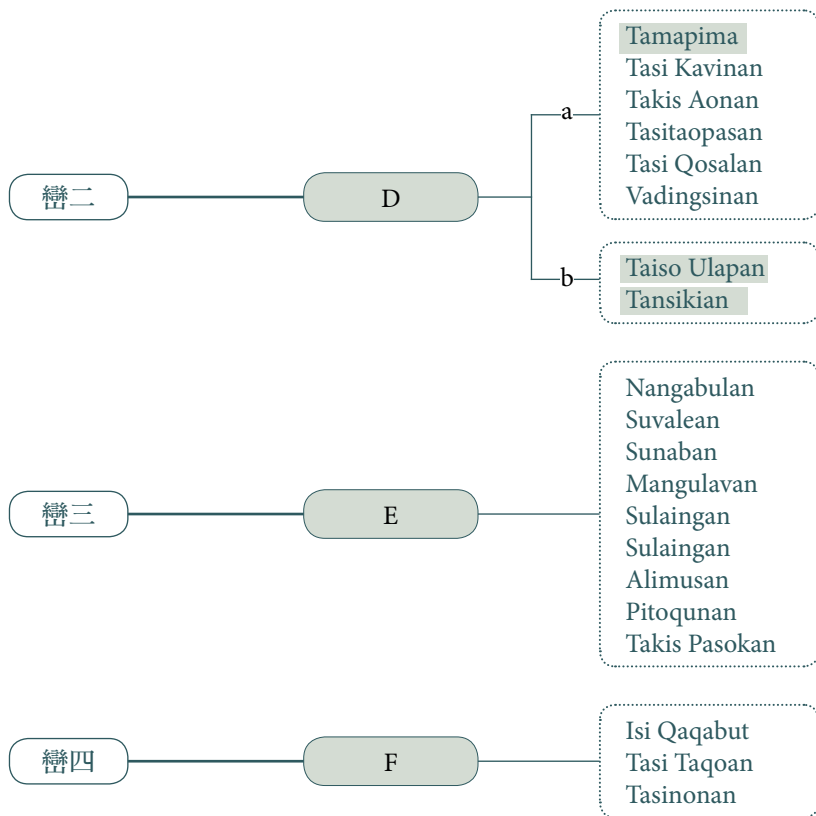 巒二
D
a
Tamapima
Tasi Kavinan
Takis Aonan
Tasitaopasan
Tasi Qosalan
Vadingsinan
b
Taiso Ulapan
Tansikian
巒三
E
Nangabulan
Suvalean
Sunaban
Mangulavan
Sulaingan
Sulaingan
Alimusan
Pitoqunan
Takis Pasokan
巒四
F
Isi Qaqabut
Tasi Taqoan
Tasinonan